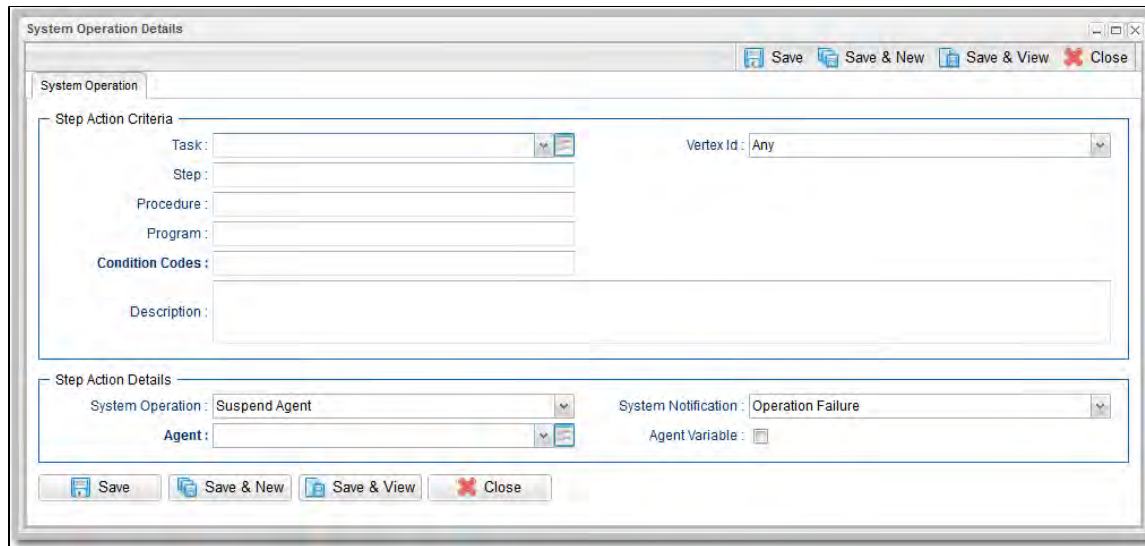 System Operation Details
Save Save & New Save & View Close
System Operation
Step Action Criteria
Task : Vertex Id : Any
Step :
Procedure :
Program :
Condition Codes :
Description :
Step Action Details
System Operation : Suspend Agent System Notification : Operation Failure
Agent : Agent Variable :
Save Save & New Save & View Close